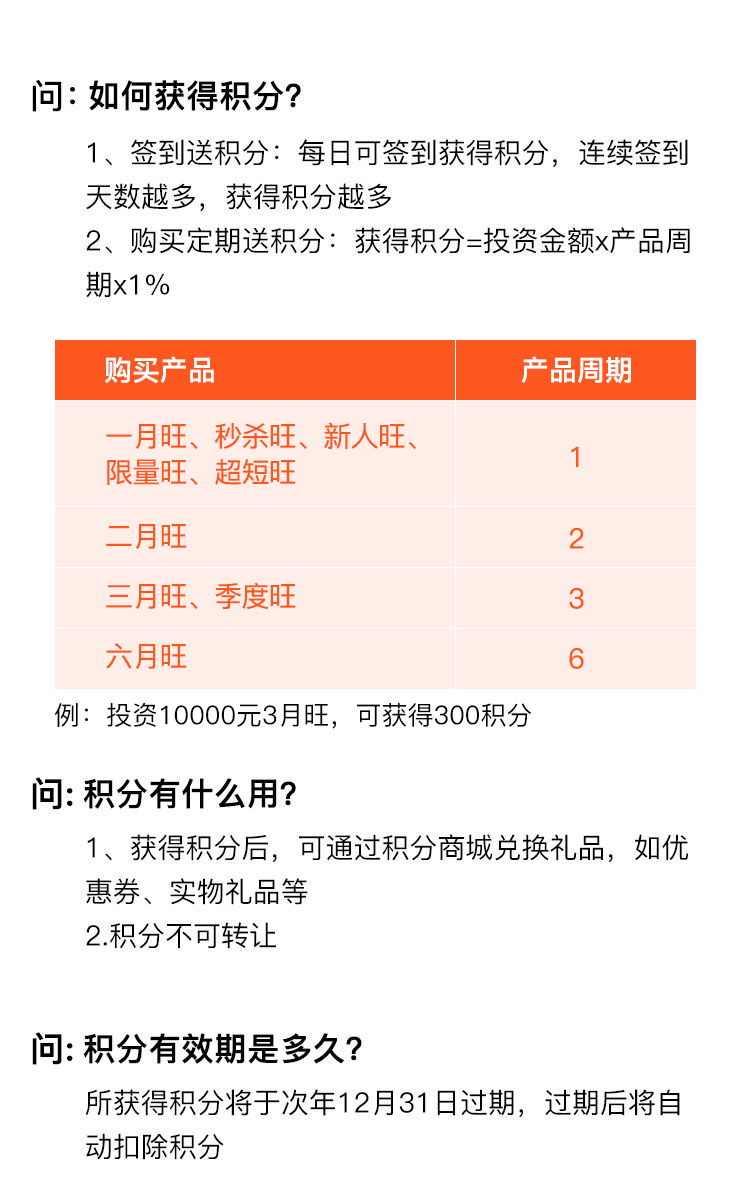 问: 如何获得积分?
1、签到送积分：每日可签到获得积分，连续签到
天数越多，获得积分越多
2、购买定期送积分：获得积分=投资金额x产品周
期x1%
购买产品 产品周期
一月旺、秒杀旺、新人旺、
限量旺、超短旺
1
二月旺 2
三月旺、季度旺 3
六月旺 6
例：投资10000元3月旺，可获得300积分
问: 积分有什么用?
1、获得积分后，可通过积分商城兑换礼品，如优
惠券、实物礼品等
2.积分不可转让
问: 积分有效期是多久?
所获得积分将于次年12月31日过期，过期后将自
动扣除积分